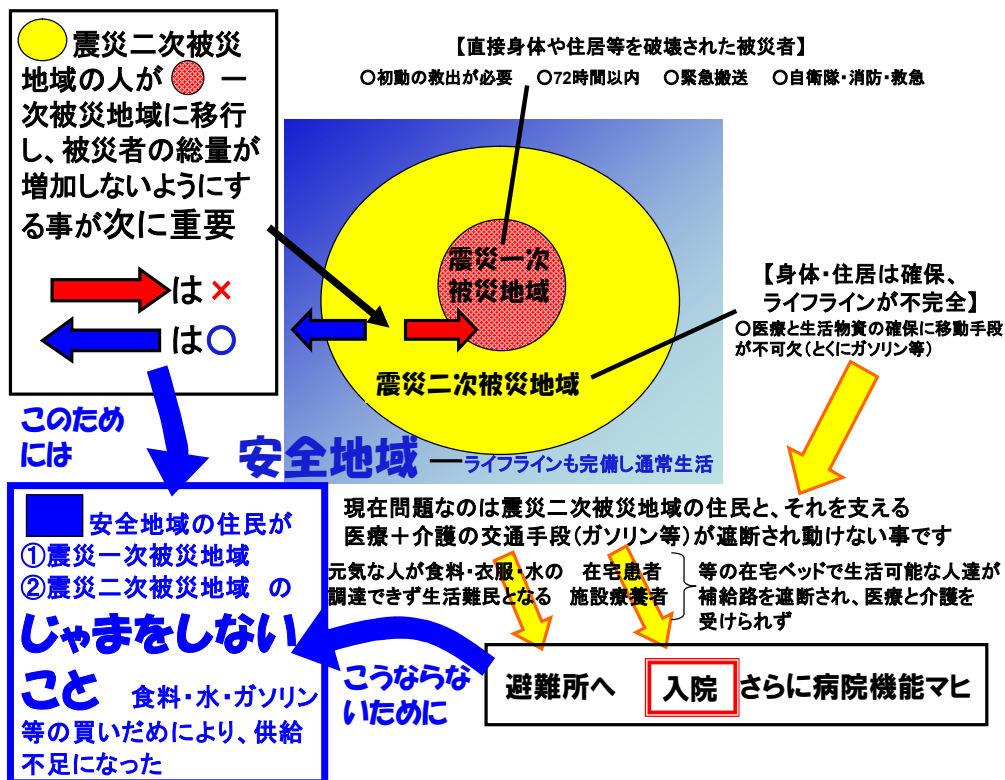 震災二次被災
地域の人が 一
次被災地域に移行
し、被災者の総量が
増加しないようにす
る事が次に重要
は×
は○
【直接身体や住居等を破壊された被災者】
○初動の救出が必要 ○72時間以内 ○緊急搬送 ○自衛隊・消防・救急
震災一次
被災地域
震災二次被災地域
【身体・住居は確保、
ライフラインが不完全】
○医療と生活物資の確保に移動手段
が不可欠(とくにガソリン等)
安全地域
ライフラインも完備し通常生活
このため
には
安全地域の住民が
①震災一次被災地域
②震災二次被災地域 の
じゃまをしない
こと 食料・水・ガソリン
等の買いだめにより、供給
不足になった
現在問題なのは震災二次被災地域の住民と、それを支える
医療+介護の交通手段(ガソリン等)が遮断され動けない事です
元気な人が食料・衣服・水の
調達できず生活難民となる
在宅患者
施設療養者
等の在宅ベッドで生活可能な人達が
補給路を遮断され、医療と介護を
受けられず
こうならな
いために
避難所へ 入院 さらに病院機能マヒ